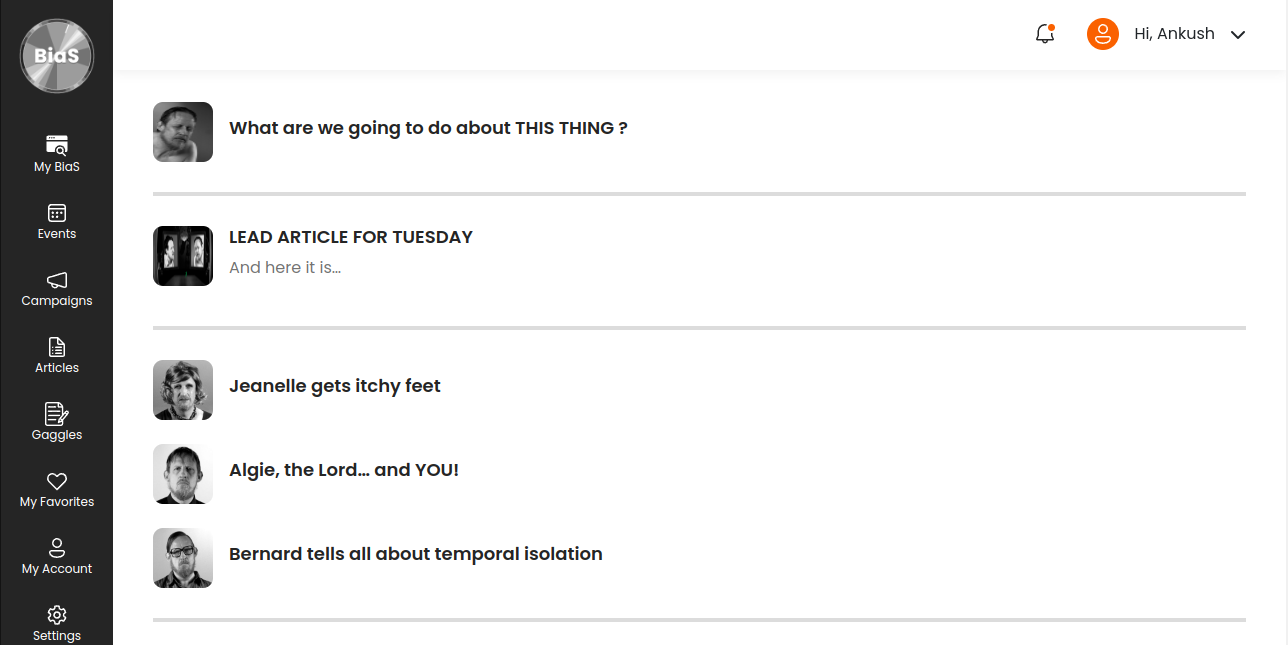 BiaS
Hi, Ankush
My BiaS
Events
Campaigns
Articles
Gaggles
My Favorites
My Account
Settings
What are we going to do about THIS THING ?
LEAD ARTICLE FOR TUESDAY
And here it is...
Jeanelle gets itchy feet
Algie, the Lord... and YOU!
Bernard tells all about temporal isolation